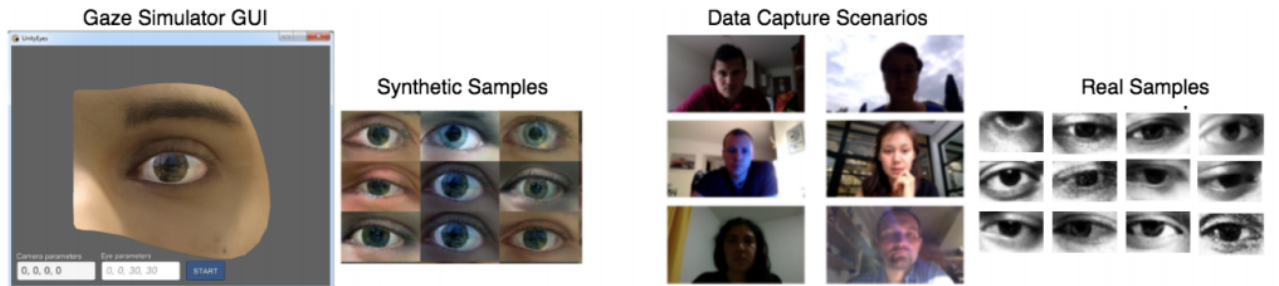 Gaze Simulator GUI
UnityEyes
Camera parameters
Eye parameters
0, 0, 0, 0
0, 0, 30, 30
START
Synthetic Samples
Data Capture Scenarios
Real Samples